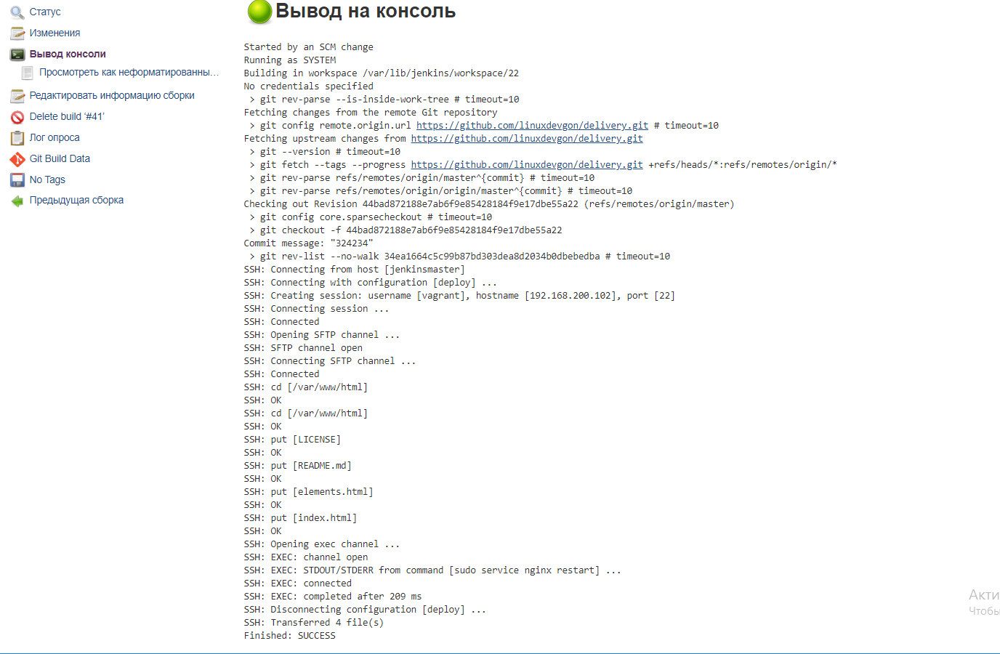 Статус
Изменения
Вывод консоли
Просмотреть как неформатированны...
Редактировать информацию сборки
Delete build ‘#41’
Лог опроса
Git Build Data
No Tags
Предыдущая сборка
Вывод на консоль
Started by an SCM change
Running as SYSTEM
Building in workspace /var/lib/jenkins/workspace/22
No credentials specified
 > git rev-parse --is-inside-work-tree # timeout=10
Fetching changes from the remote Git repository
 > git config remote.origin.url https://github.com/linuxdevgon/delivery.git # timeout=10
Fetching upstream changes from https://github.com/linuxdevgon/delivery.git
 > git --version # timeout=10
 > git fetch --tags --progress https://github.com/linuxdevgon/delivery.git +refs/heads/*:refs/remotes/origin/*
 > git rev-parse refs/remotes/origin/master^{commit} # timeout=10
 > git rev-parse refs/remotes/origin/origin/master^{commit} # timeout=10
Checking out Revision 44bad872188e7ab6f9e85428184f9e17dbe55a22 (refs/remotes/origin/master)
 > git config core.sparsecheckout # timeout=10
 > git checkout -f 44bad872188e7ab6f9e85428184f9e17dbe55a22
Commit message: "324234"
 > git rev-list --no-walk 34ea1664c5c99b87bd303dea8d2034b0dbebedba # timeout=10
SSH: Connecting from host [jenkinsmaster]
SSH: Connecting with configuration [deploy] ...
SSH: Creating session: username [vagrant], hostname [192.168.200.102], port [22]
SSH: Connecting session ...
SSH: Connected
SSH: Opening SFTP channel ...
SSH: SFTP channel open
SSH: Connecting SFTP channel ...
SSH: Connected
SSH: cd [/var/www/html]
SSH: OK
SSH: cd [/var/www/html]
SSH: OK
SSH: put [LICENSE]
SSH: OK
SSH: put [README.md]
SSH: OK
SSH: put [elements.html]
SSH: OK
SSH: put [index.html]
SSH: OK
SSH: Opening exec channel ...
SSH: EXEC: channel open
SSH: EXEC: STDOUT/STDERR from command [sudo service nginx restart] ...
SSH: EXEC: connected
SSH: EXEC: completed after 209 ms
SSH: Disconnecting configuration [deploy] ...
SSH: Transferred 4 file(s)
Finished: SUCCESS
Акти
Чтобы